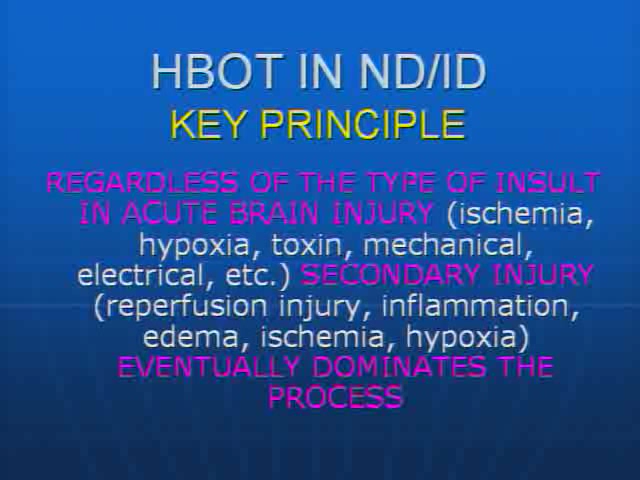 HBOT IN ND/ID
KEY PRINCIPLE
REGARDLESS OF THE TYPE OF INSULT
IN ACUTE BRAIN INJURY (ischemia,
hypoxia, toxin, mechanical,
electrical, etc.) SECONDARY INJURY
(reperfusion injury, inflammation,
edema, ischemia, hypoxia)
EVENTUALLY DOMINATES THE
PROCESS